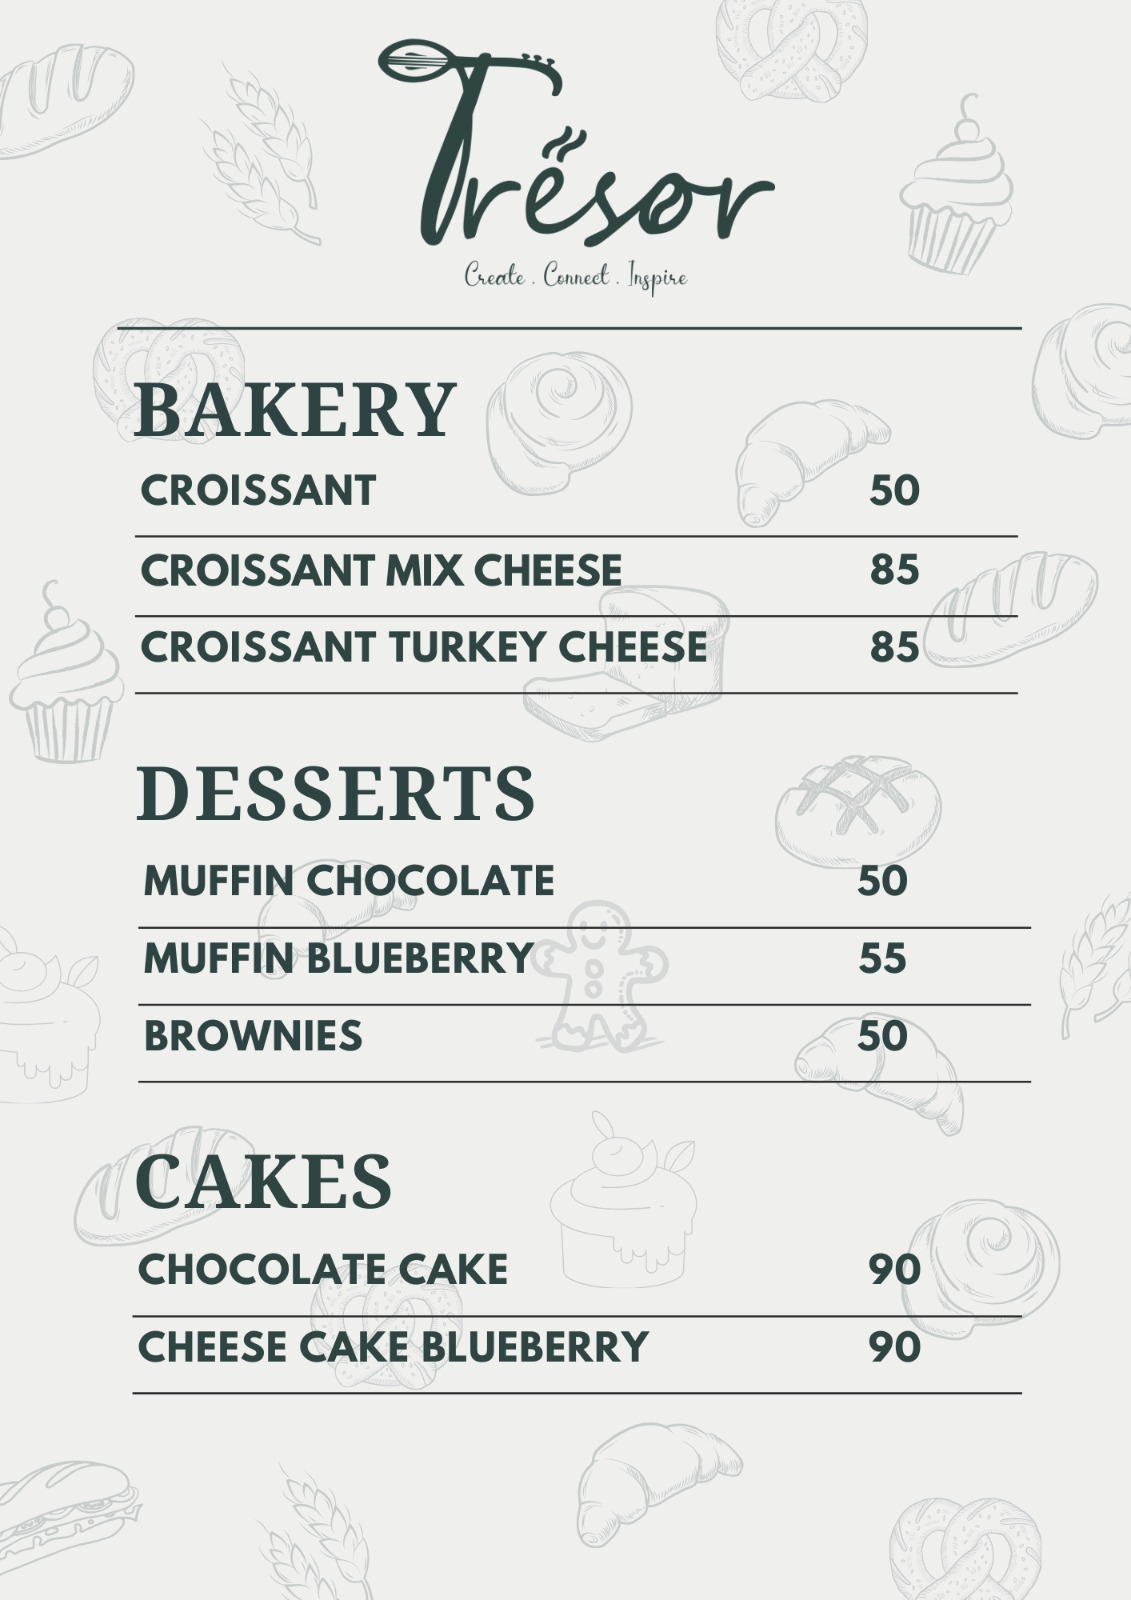 Trésor
Create . Connect . Inspire
BAKERY
CROISSANT 50
CROISSANT MIX CHEESE 85
CROISSANT TURKEY CHEESE 85
DESSERTS
MUFFIN CHOCOLATE 50
MUFFIN BLUEBERRY 55
BROWNIES 50
CAKES
CHOCOLATE CAKE 90
CHEESE CAKE BLUEBERRY 90